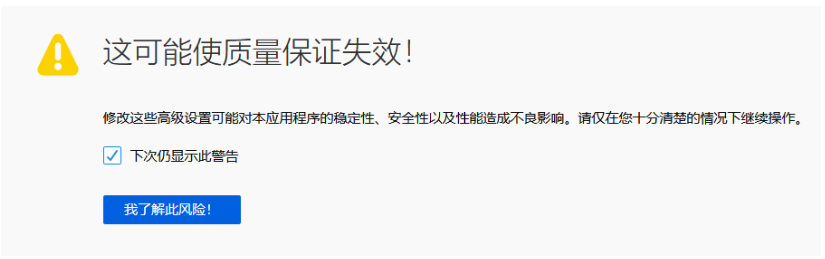 这可能使质量保证失效！
修改这些高级设置可能对本应用程序的稳定性、安全性以及性能造成不良影响。请仅在您十分清楚的情况下继续操作。
下次仍显示此警告
我了解此风险！